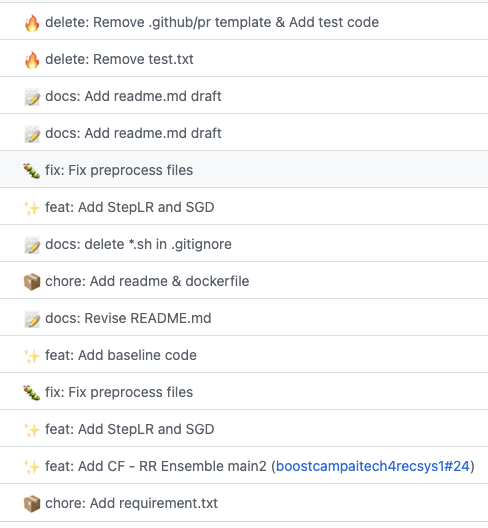 🔥 delete: Remove .github/pr template & Add test code
🔥 delete: Remove test.txt
📝 docs: Add readme.md draft
📝 docs: Add readme.md draft
🐛 fix: Fix preprocess files
✨ feat: Add StepLR and SGD
📝 docs: delete *.sh in .gitignore
📦 chore: Add readme & dockerfile
📝 docs: Revise README.md
✨ feat: Add baseline code
🐛 fix: Fix preprocess files
✨ feat: Add StepLR and SGD
✨ feat: Add CF - RR Ensemble main2 (boostcampaitech4recsys1#24)
📦 chore: Add requirement.txt